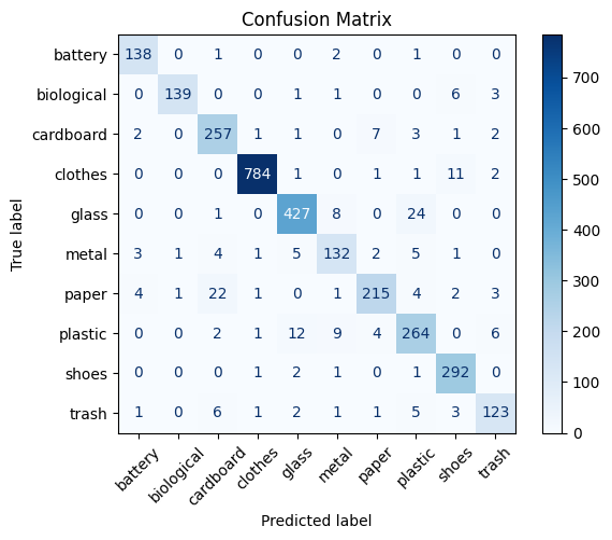 Confusion Matrix
True label
battery 138 0 1 0 0 2 0 1 0 0
biological 0 139 0 0 1 1 0 0 6 3
cardboard 2 0 257 1 1 0 7 3 1 2
clothes 0 0 0 784 1 0 1 1 11 2
glass 0 0 1 0 427 8 0 24 0 0
metal 3 1 4 1 5 132 2 5 1 0
paper 4 1 22 1 0 1 215 4 2 3
plastic 0 0 2 1 12 9 4 264 0 6
shoes 0 0 0 1 2 1 0 1 292 0
trash 1 0 6 1 2 1 1 5 3 123
battery biological cardboard clothes glass metal paper plastic shoes trash
Predicted label
700
600
500
400
300
200
100
0